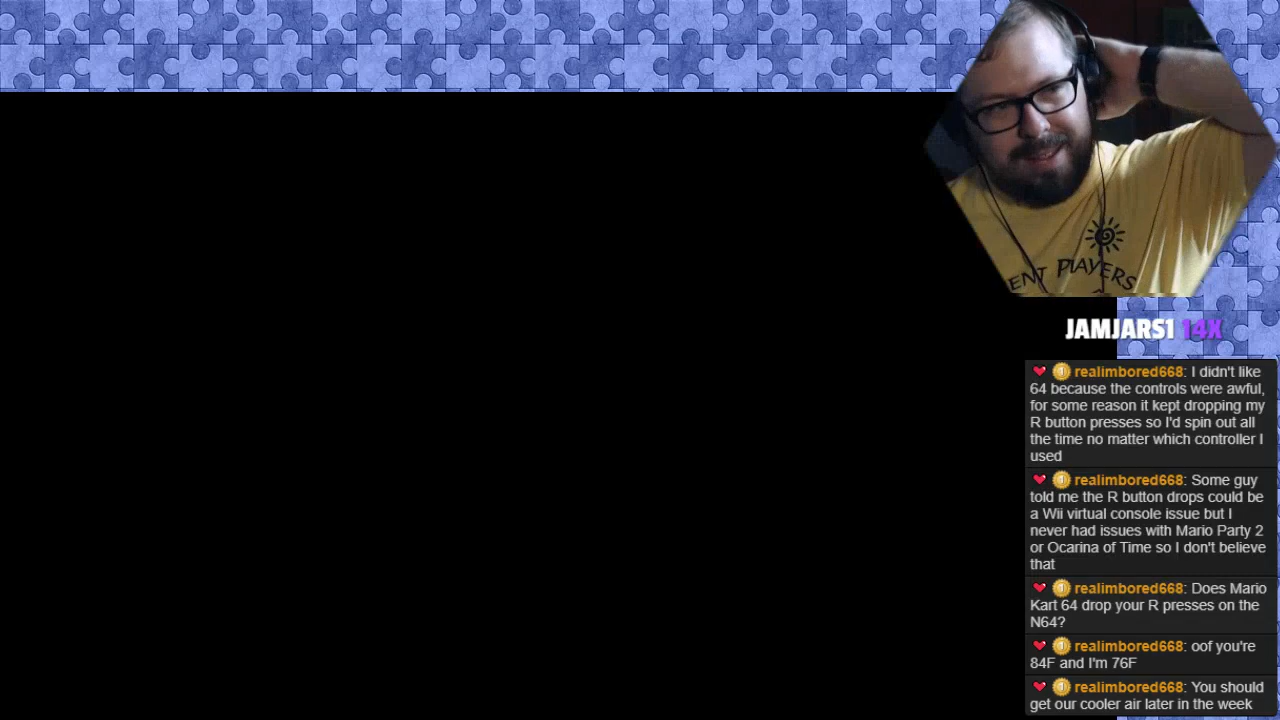 ENT PLAYERS
JAMJARS1 14X
realimbored668: I didn't like
64 because the controls were awful,
for some reason it kept dropping my
R button presses so I'd spin out all
the time no matter which controller I
used
realimbored668: Some guy
told me the R button drops could be
a Wii virtual console issue but I
never had issues with Mario Party 2
or Ocarina of Time so I don't believe
that
realimbored668: Does Mario
Kart 64 drop your R presses on the
N64?
realimbored668: oof you're
84F and I'm 76F
realimbored668: You should
get our cooler air later in the week